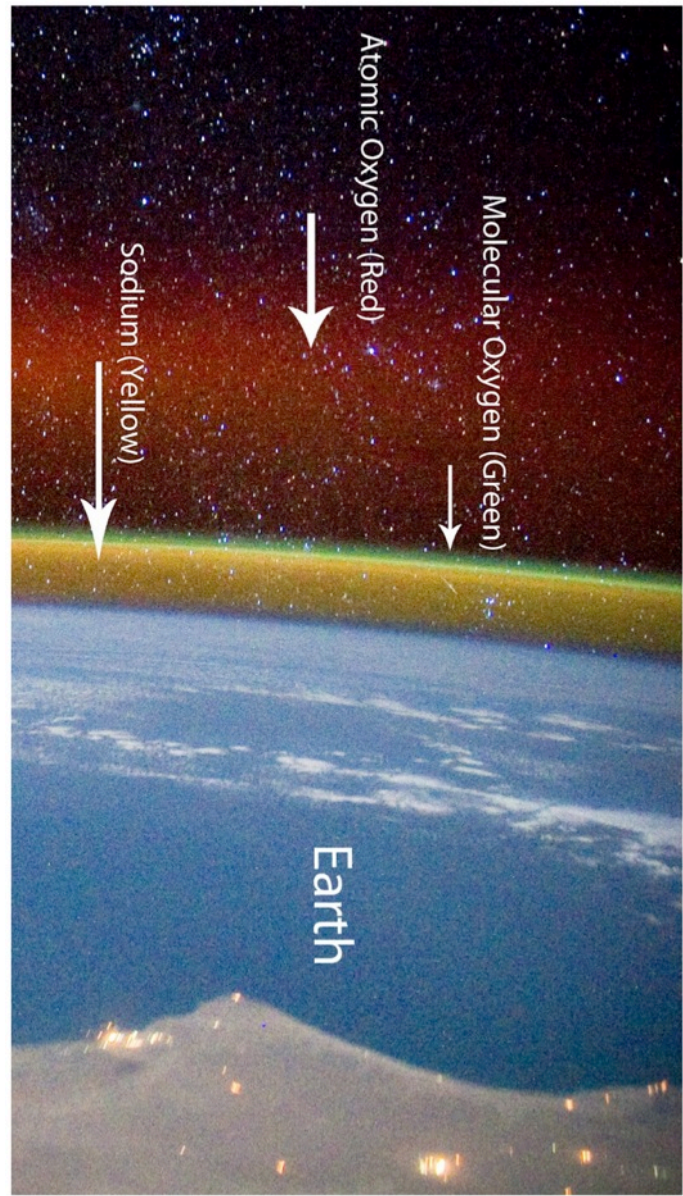 Atomic Oxygen (Red)
Molecular Oxygen (Green)
Sodium (Yellow)
Earth